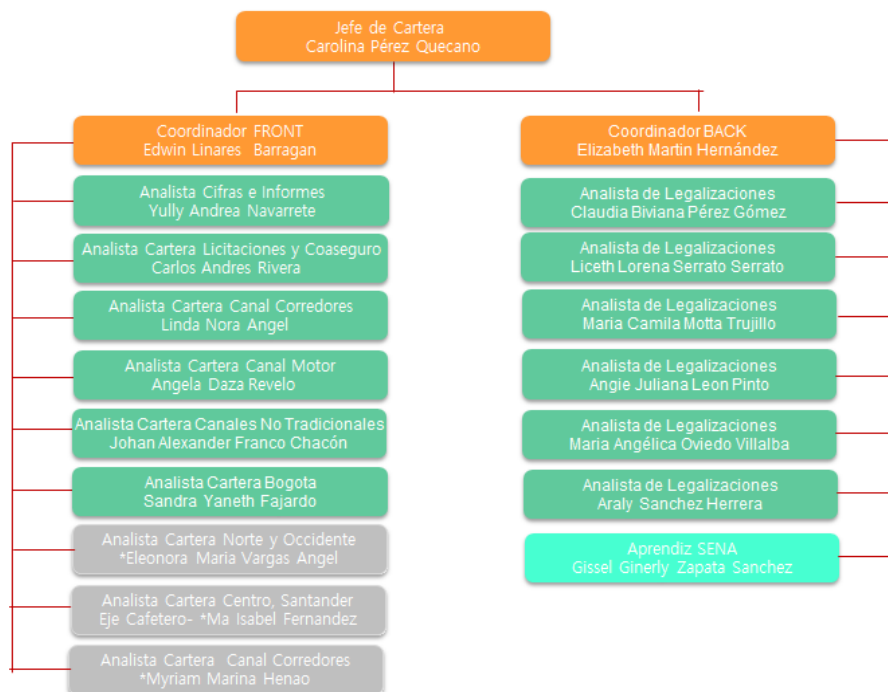 Jefe de Cartera
Carolina Pérez Quecano
Coordinador FRONT
Edwin Linares Barragan
Analista Cifras e Informes
Yully Andrea Navarrete
Analista Cartera Licitaciones y Coaseguro
Carlos Andres Rivera
Analista Cartera Canal Corredores
Linda Nora Angel
Analista Cartera Canal Motor
Angela Daza Revelo
Analista Cartera Canales No Tradicionales
Johan Alexander Franco Chacón
Analista Cartera Bogota
Sandra Yaneth Fajardo
Analista Cartera Norte y Occidente
*Eleonora Maria Vargas Angel
Analista Cartera Centro, Santander
Eje Cafetero- *Ma Isabel Fernandez
Analista Cartera Canal Corredores
*Myriam Marina Henao
Coordinador BACK
Elizabeth Martin Hernández
Analista de Legalizaciones
Claudia Biviana Pérez Gómez
Analista de Legalizaciones
Liceth Lorena Serrato Serrato
Analista de Legalizaciones
Maria Camila Motta Trujillo
Analista de Legalizaciones
Angie Juliana Leon Pinto
Analista de Legalizaciones
Maria Angélica Oviedo Villalba
Analista de Legalizaciones
Araly Sanchez Herrera
Aprendiz SENA
Gissel Ginerly Zapata Sanchez